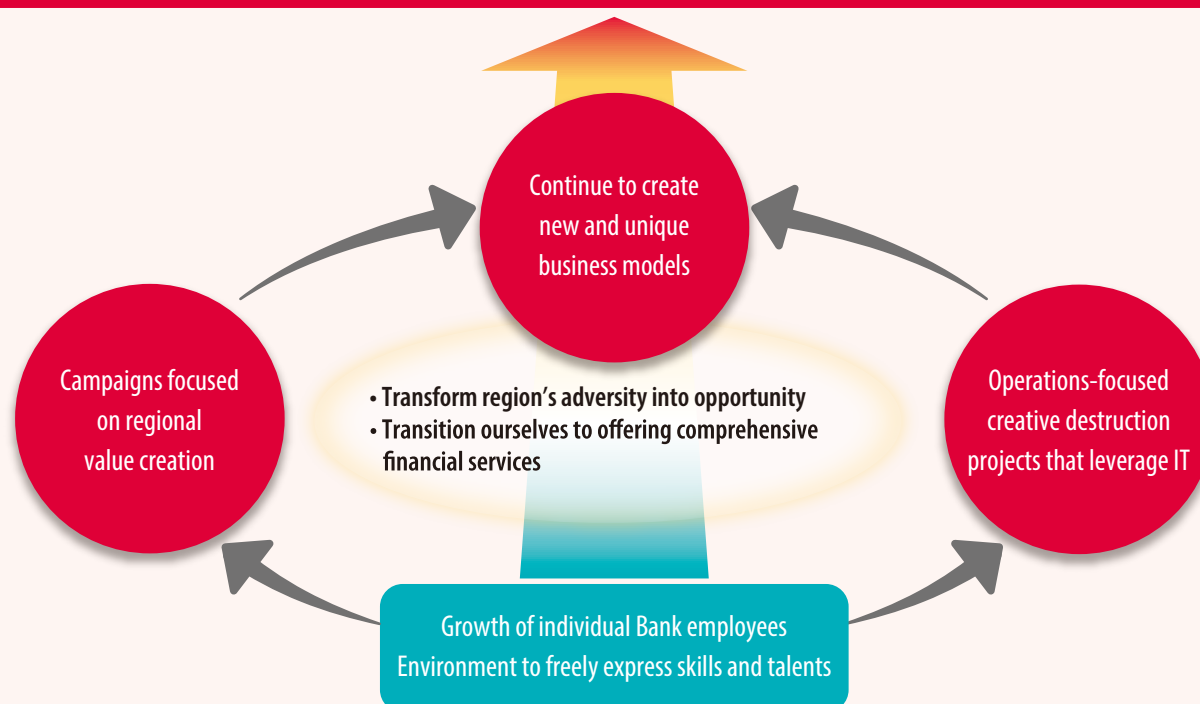 Continue to create
new and unique
business models
Campaigns focused
on regional
value creation
• Transform region’s adversity into opportunity
• Transition ourselves to offering comprehensive
financial services
Operations-focused
creative destruction
projects that leverage IT
Growth of individual Bank employees
Environment to freely express skills and talents